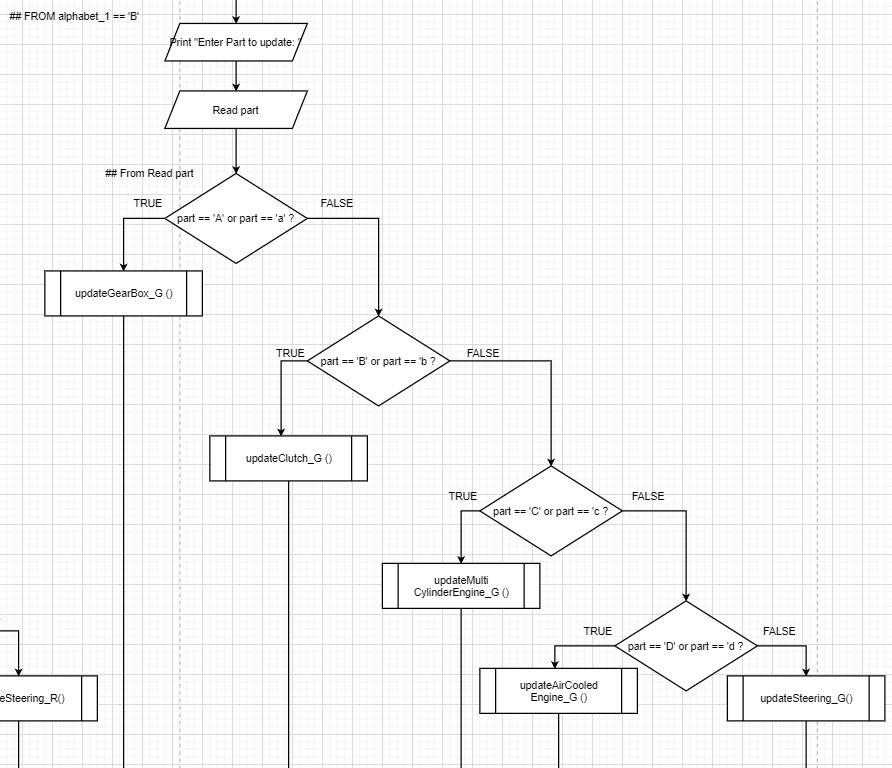 ## FROM alphabet_1 == 'B'
Print "Enter Part to update: "
Read part
## From Read part
TRUE
FALSE
part == 'A' or part == 'a' ?
updateGearBox_G ()
TRUE
FALSE
part == 'B' or part == 'b ?
updateClutch_G ()
TRUE
FALSE
part == 'C' or part == 'c ?
updateMulti
CylinderEngine_G ()
TRUE
FALSE
part == 'D' or part == 'd ?
updateAirCooled
Engine_G ()
eSteering_R()
updateSteering_G()